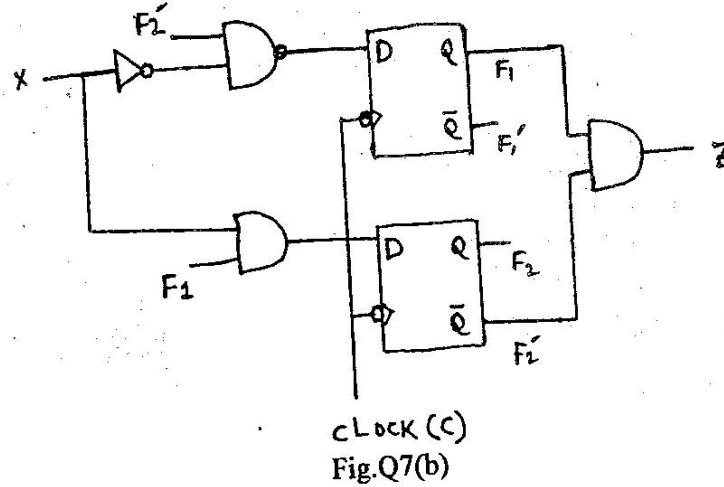 F2′
X
D Q
F1
Q̅
F1′
Z
D Q
F2
F1
Q̅
F2′
CLOCK (C)
Fig.Q7(b)